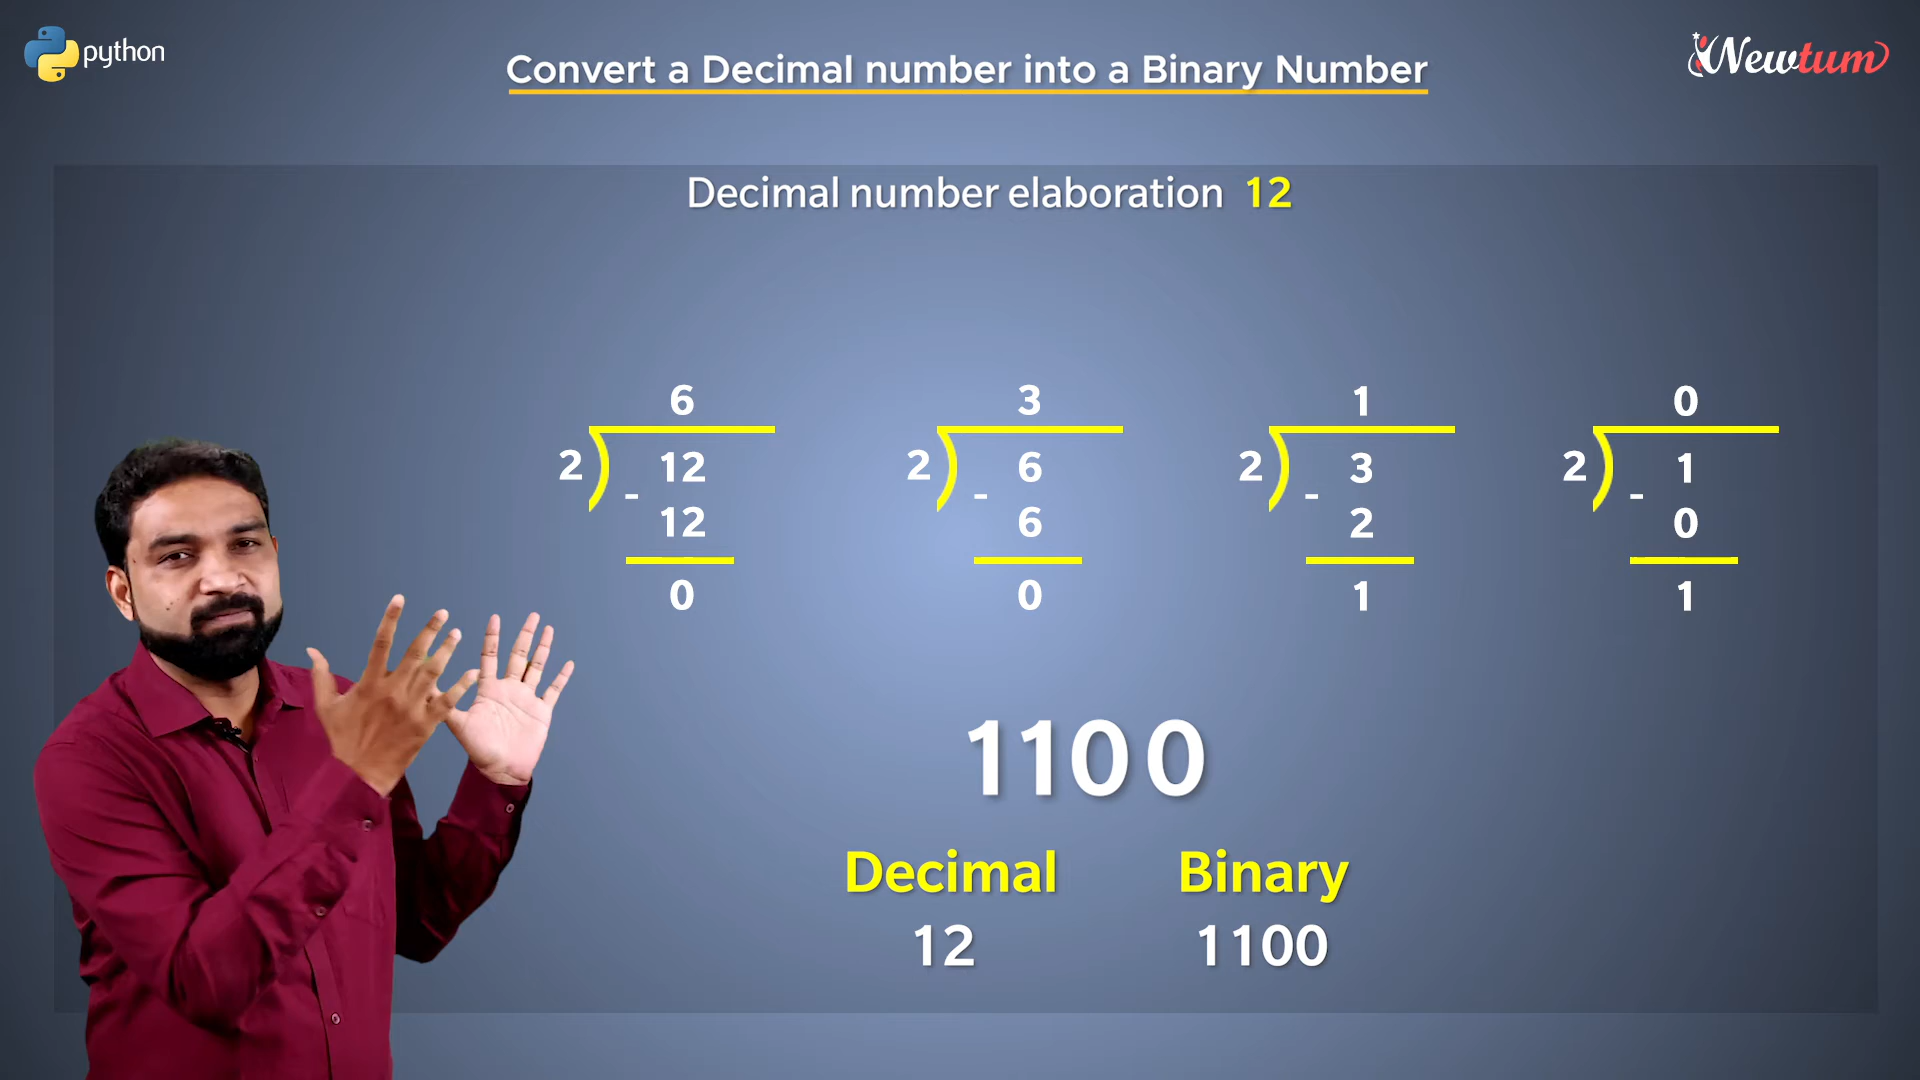 python
Newtum
Convert a Decimal number into a Binary Number
Decimal number elaboration 12
6 3 1 0
2 12 2 6 2 3 2 1
- - - -
12 6 2 0
0 0 1 1
1100
Decimal Binary
12 1100